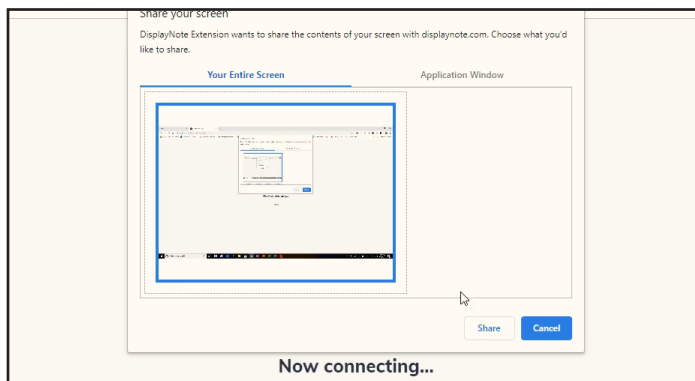 Share your screen
DisplayNote Extension wants to share the contents of your screen with displaynote.com. Choose what you'd
like to share.
Your Entire Screen
Application Window
Share
Cancel
Now connecting...